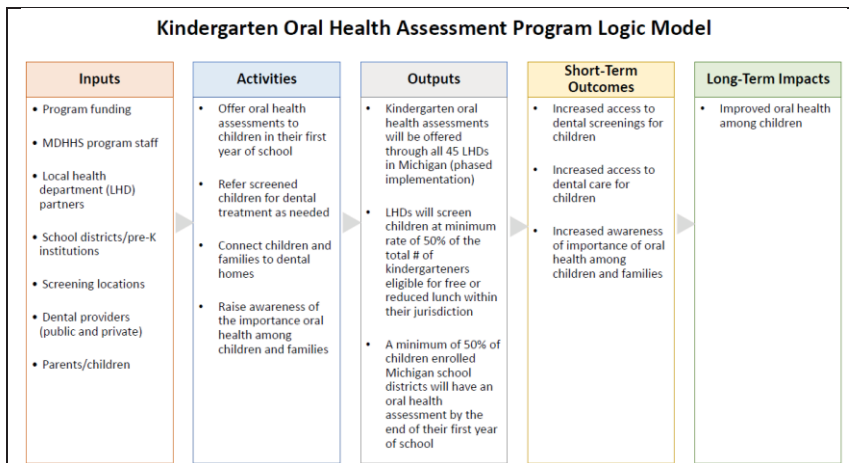 Kindergarten Oral Health Assessment Program Logic Model
Inputs
• Program funding
• MDHHS program staff
• Local health
department (LHD)
partners
• School districts/pre-K
institutions
• Screening locations
• Dental providers
(public and private)
• Parents/children
Activities
• Offer oral health
assessments to
children in their first
year of school
• Refer screened
children for dental
treatment as needed
• Connect children and
families to dental
homes
• Raise awareness of
the importance oral
health among
children and families
Outputs
• Kindergarten oral
health assessments
will be offered
through all 45 LHDs
in Michigan (phased
implementation)
• LHDs will screen
children at minimum
rate of 50% of the
total # of
kindergarteners
eligible for free or
reduced lunch within
their jurisdiction
• A minimum of 50% of
children enrolled
Michigan school
districts will have an
oral health
assessment by the
end of their first year
of school
Short-Term
Outcomes
• Increased access to
dental screenings for
children
• Increased access to
dental care for
children
• Increased awareness
of importance of oral
health among
children and families
Long-Term Impacts
• Improved oral health
among children